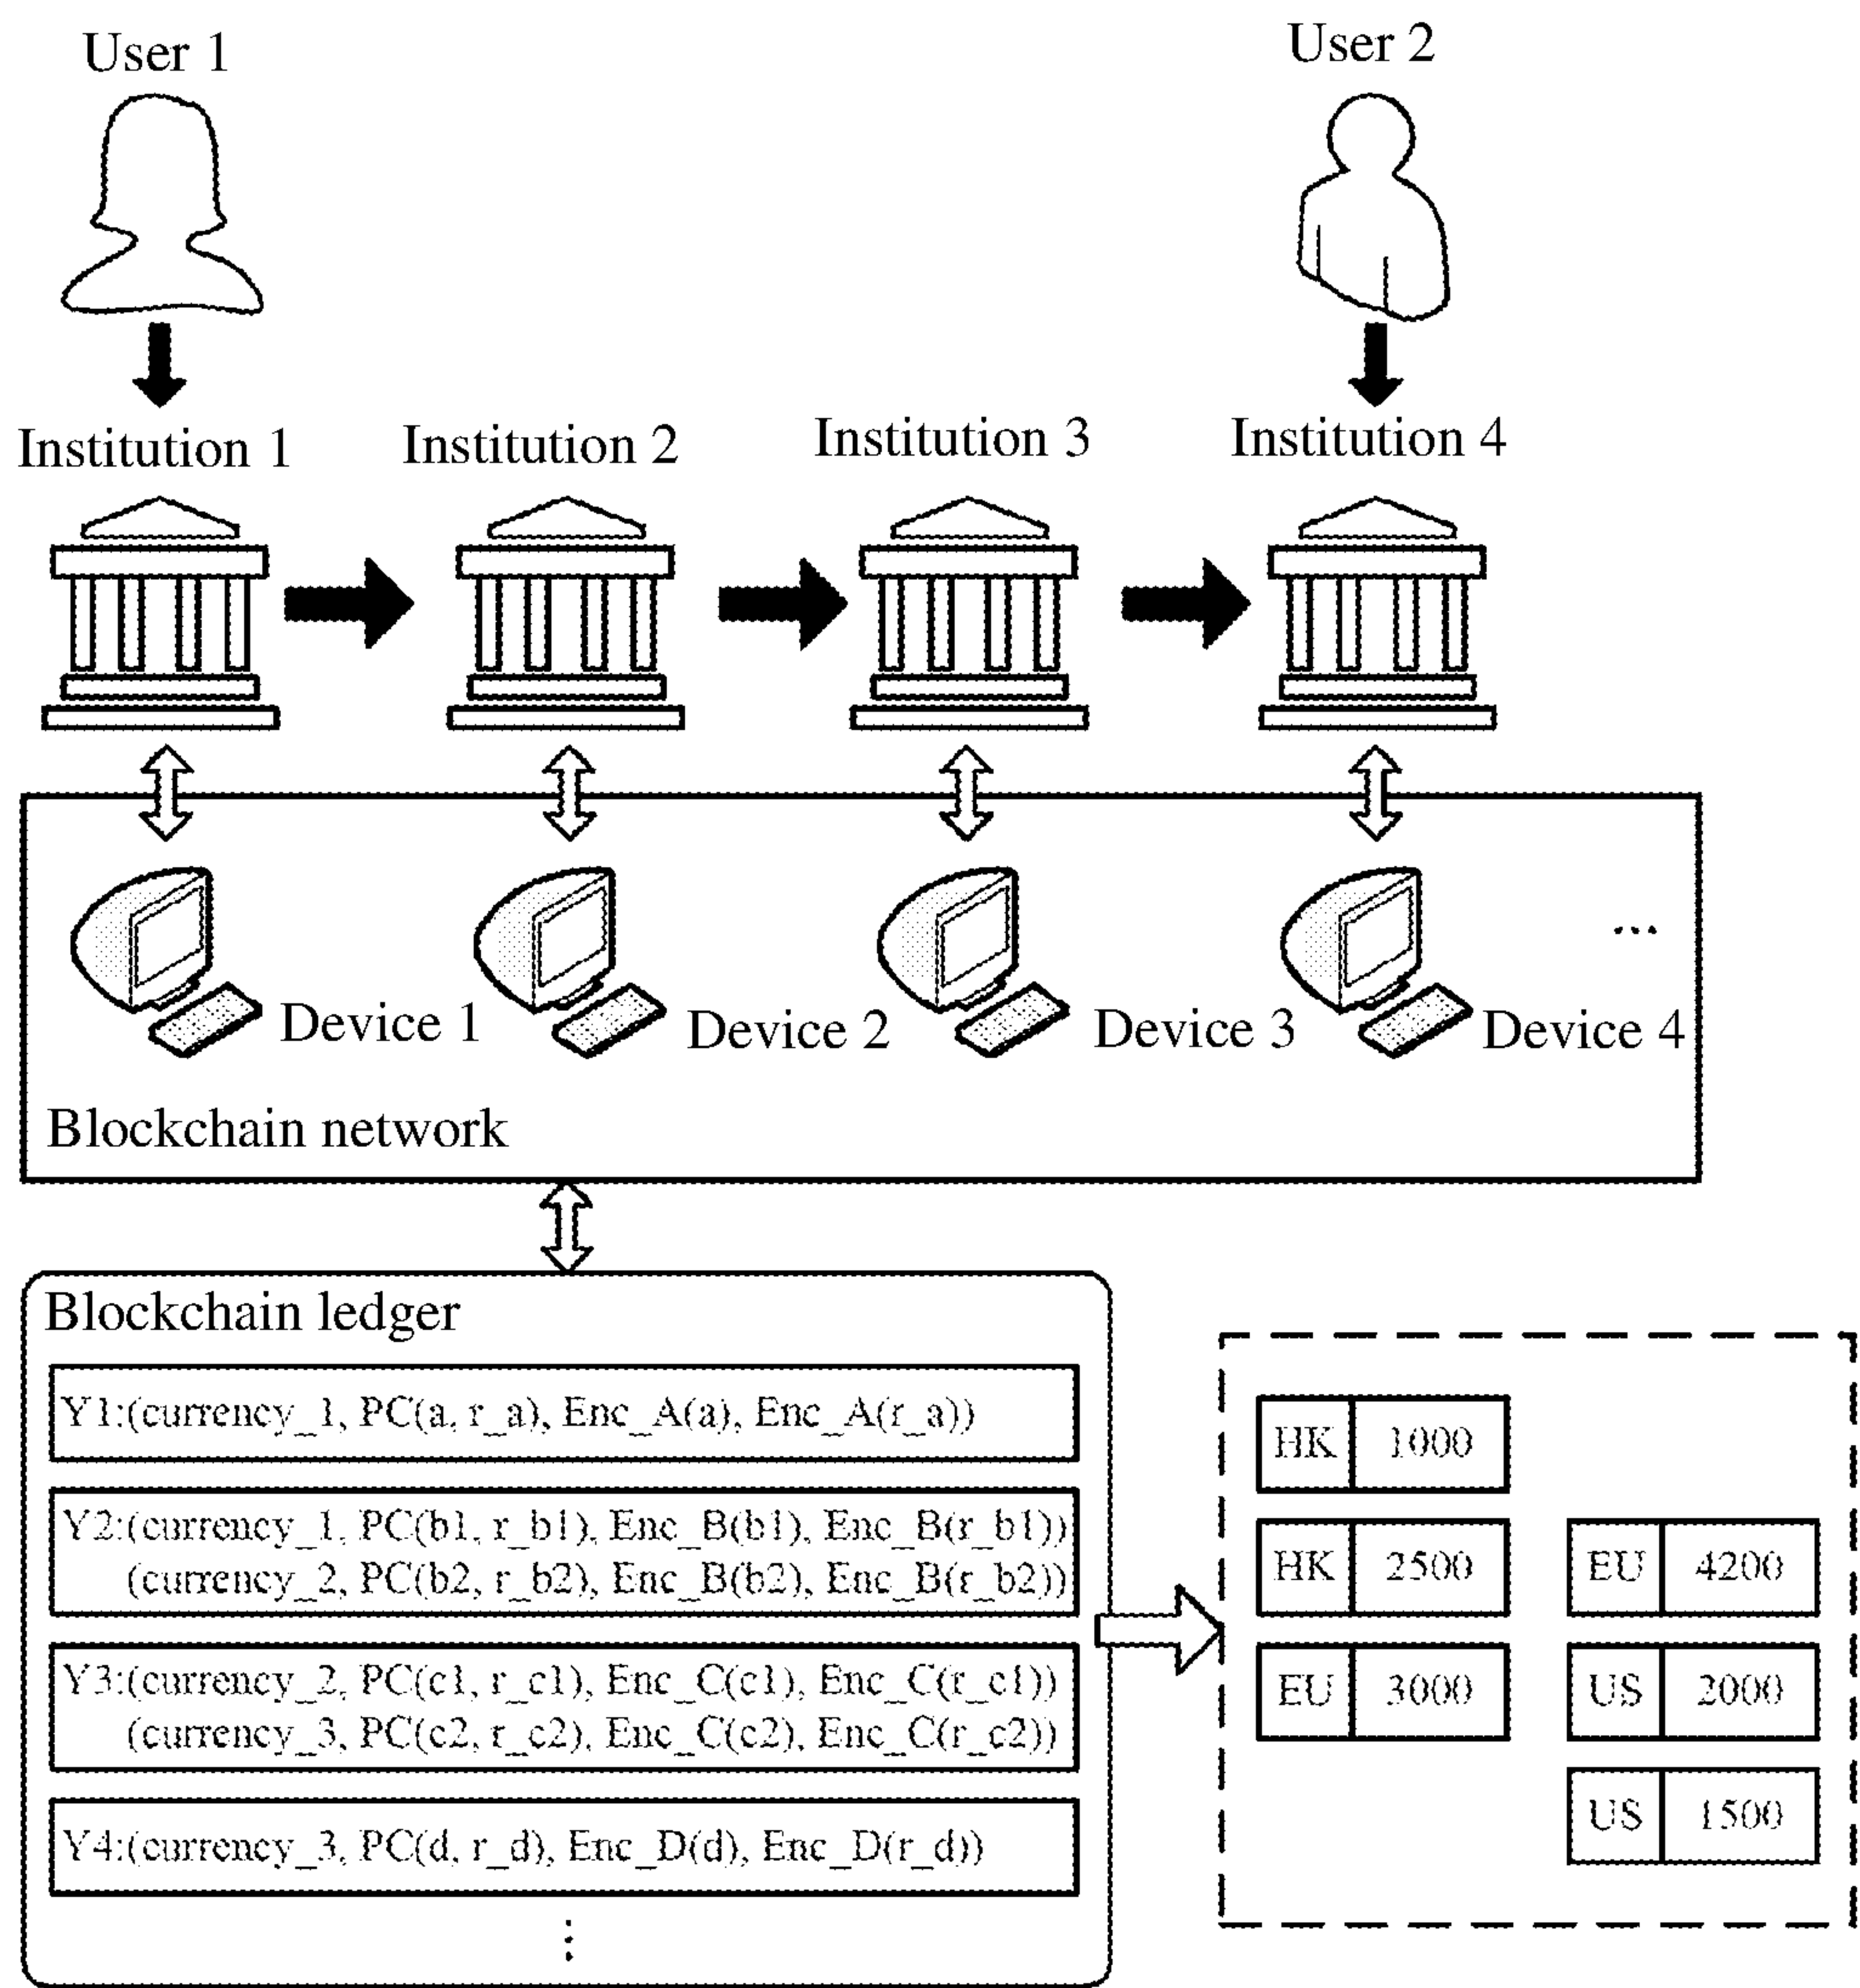 User 1
User 2
Institution 1
Institution 2
Institution 3
Institution 4
Device 1
Device 2
Device 3
Device 4
...
Blockchain network
Blockchain ledger
Y1:(currency_1, PC(a, r_a), Enc_A(a), Enc_A(r_a))
Y2:(currency_1, PC(b1, r_b1), Enc_B(b1), Enc_B(r_b1))
(currency_2, PC(b2, r_b2), Enc_B(b2), Enc_B(r_b2))
Y3:(currency_2, PC(c1, r_c1), Enc_C(c1), Enc_C(r_c1))
(currency_3, PC(c2, r_c2), Enc_C(c2), Enc_C(r_c2))
Y4:(currency_3, PC(d, r_d), Enc_D(d), Enc_D(r_d))
HK 1000
HK 2500 EU 4200
EU 3000 US 2000
US 1500